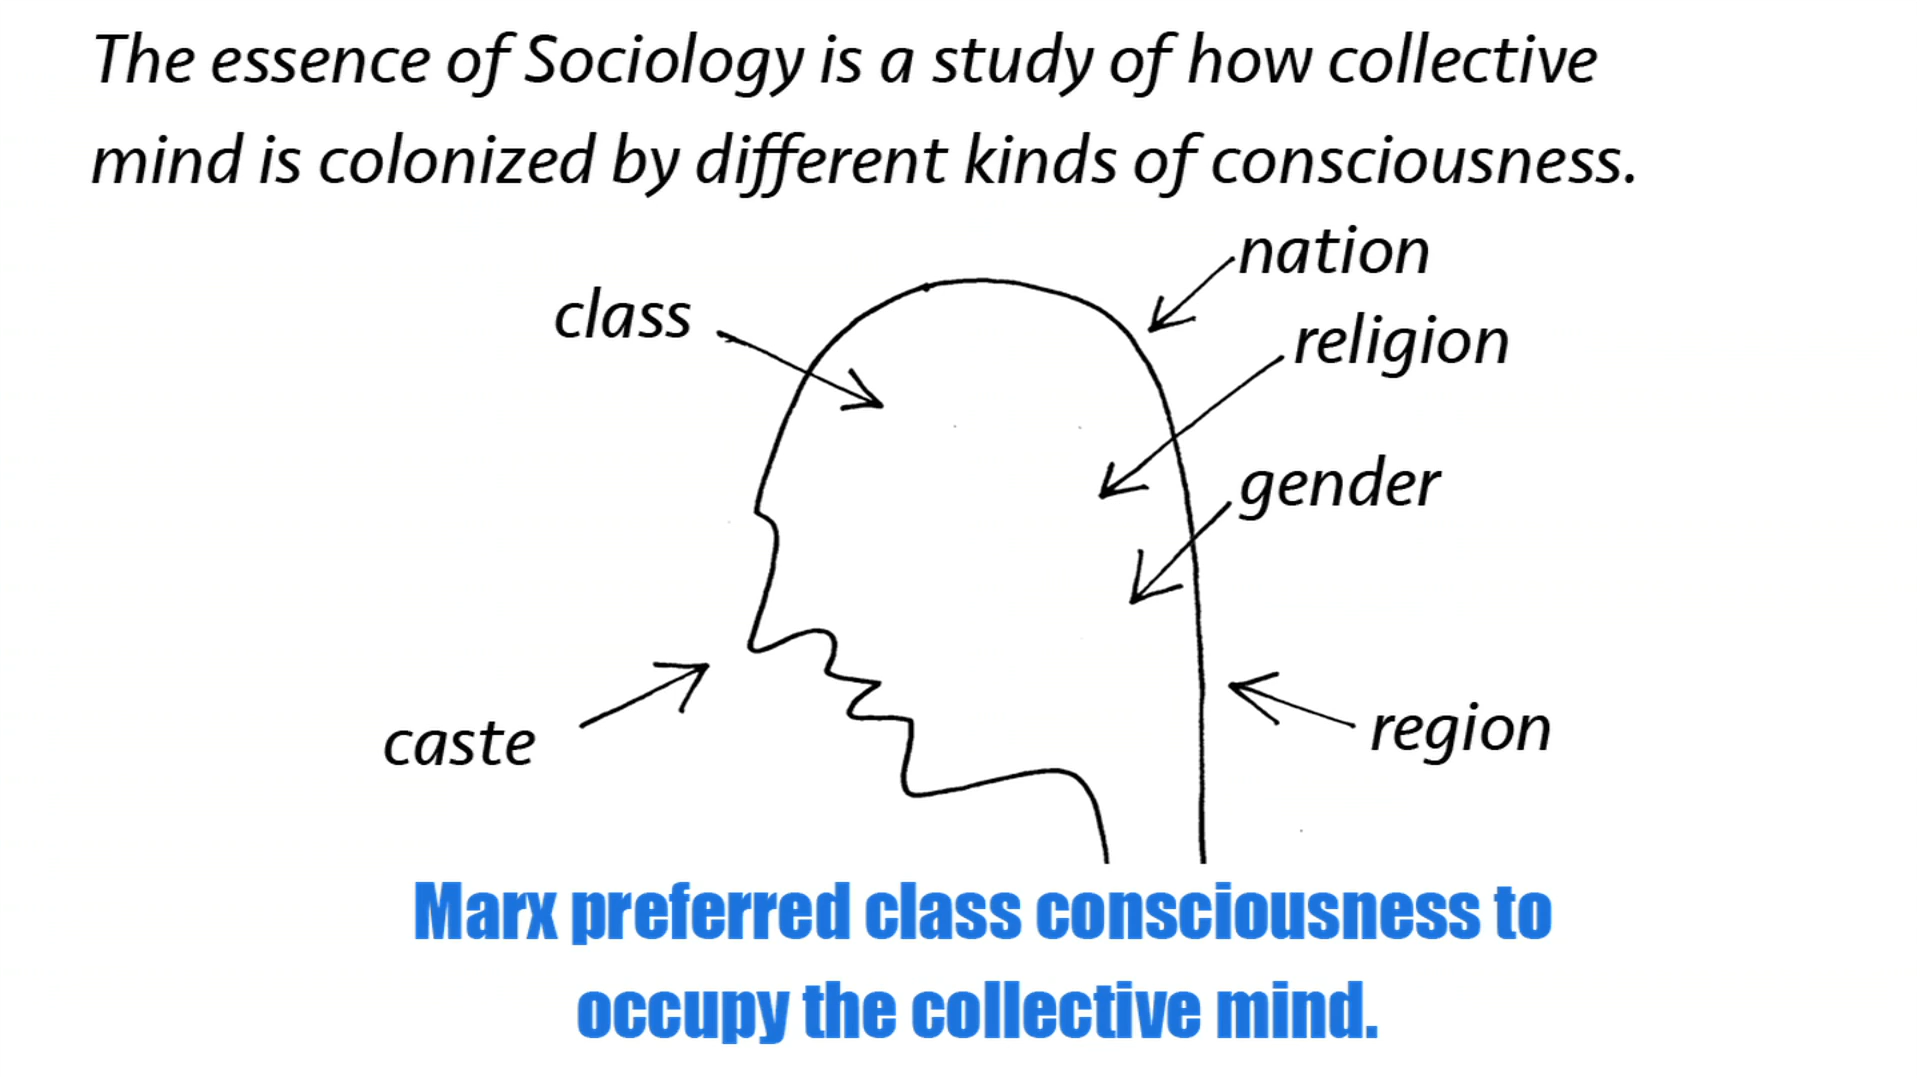 The essence of Sociology is a study of how collective
mind is colonized by different kinds of consciousness.
nation
class
religion
gender
caste
region
Marx preferred class consciousness to
occupy the collective mind.